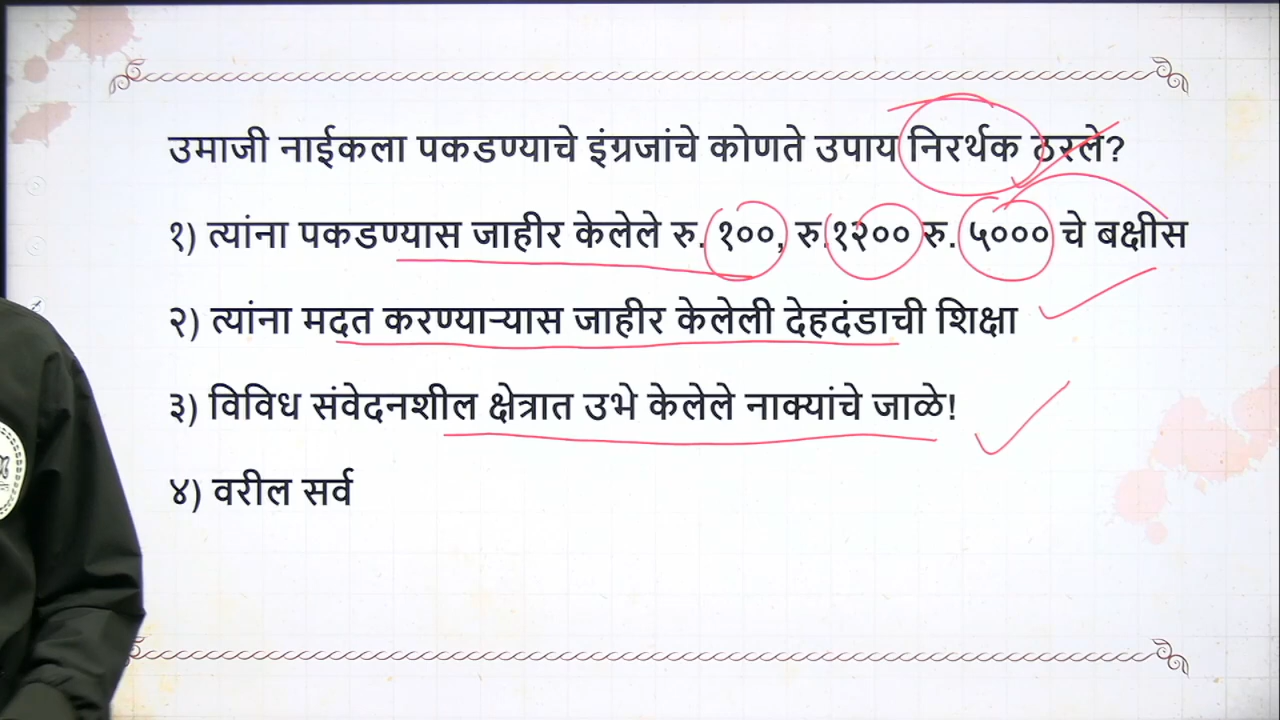 उमाजी नाईकला पकडण्याचे इंग्रजांचे कोणते उपाय निरर्थक ठरले?
१) त्यांना पकडण्यास जाहीर केलेले रु. १००, रु.१२०० रु. ५००० चे बक्षीस
२) त्यांना मदत करण्याऱ्यास जाहीर केलेली देहदंडाची शिक्षा
३) विविध संवेदनशील क्षेत्रात उभे केलेले नाक्यांचे जाळे!
४) वरील सर्व